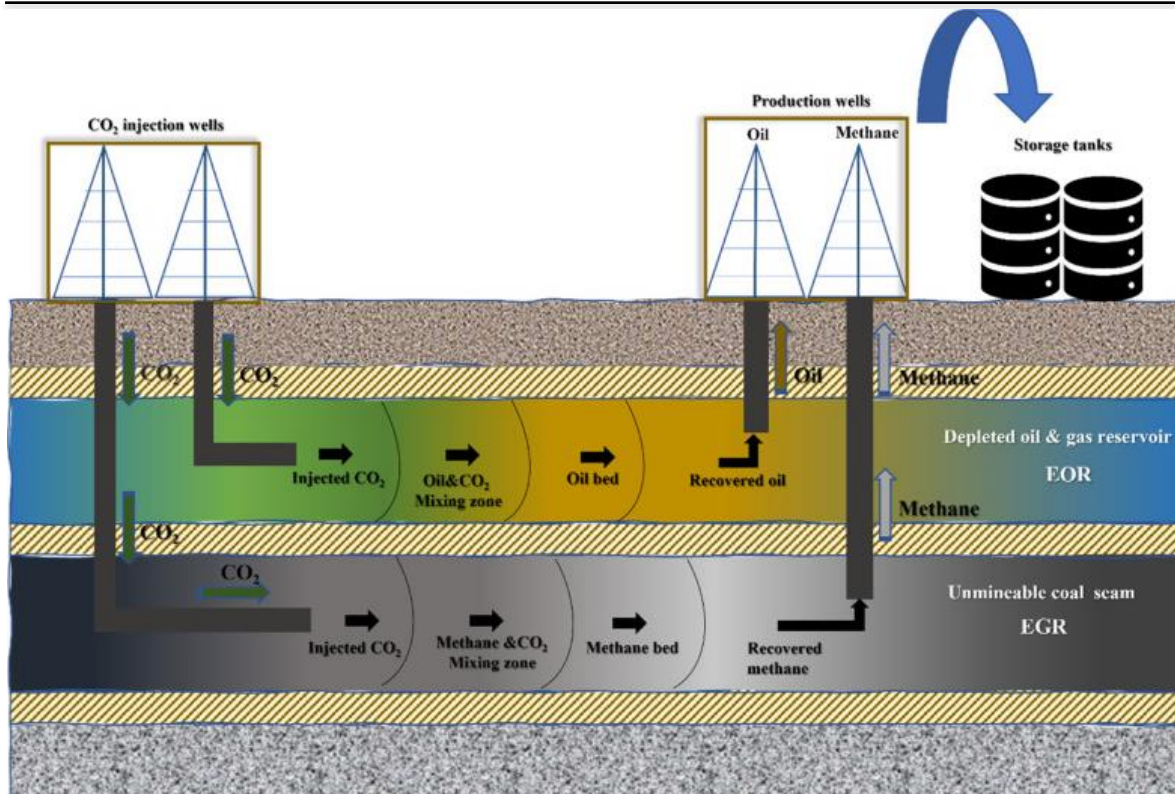 CO₂ injection wells
Production wells
Oil
Methane
Storage tanks
CO₂
CO₂
Oil
Methane
Depleted oil & gas reservoir
EOR
Injected CO₂
Oil&CO₂
Mixing zone
Oil bed
Recovered oil
CO₂
Methane
CO₂
Unmineable coal seam
EGR
Injected CO₂
Methane &CO₂
Mixing zone
Methane bed
Recovered
methane